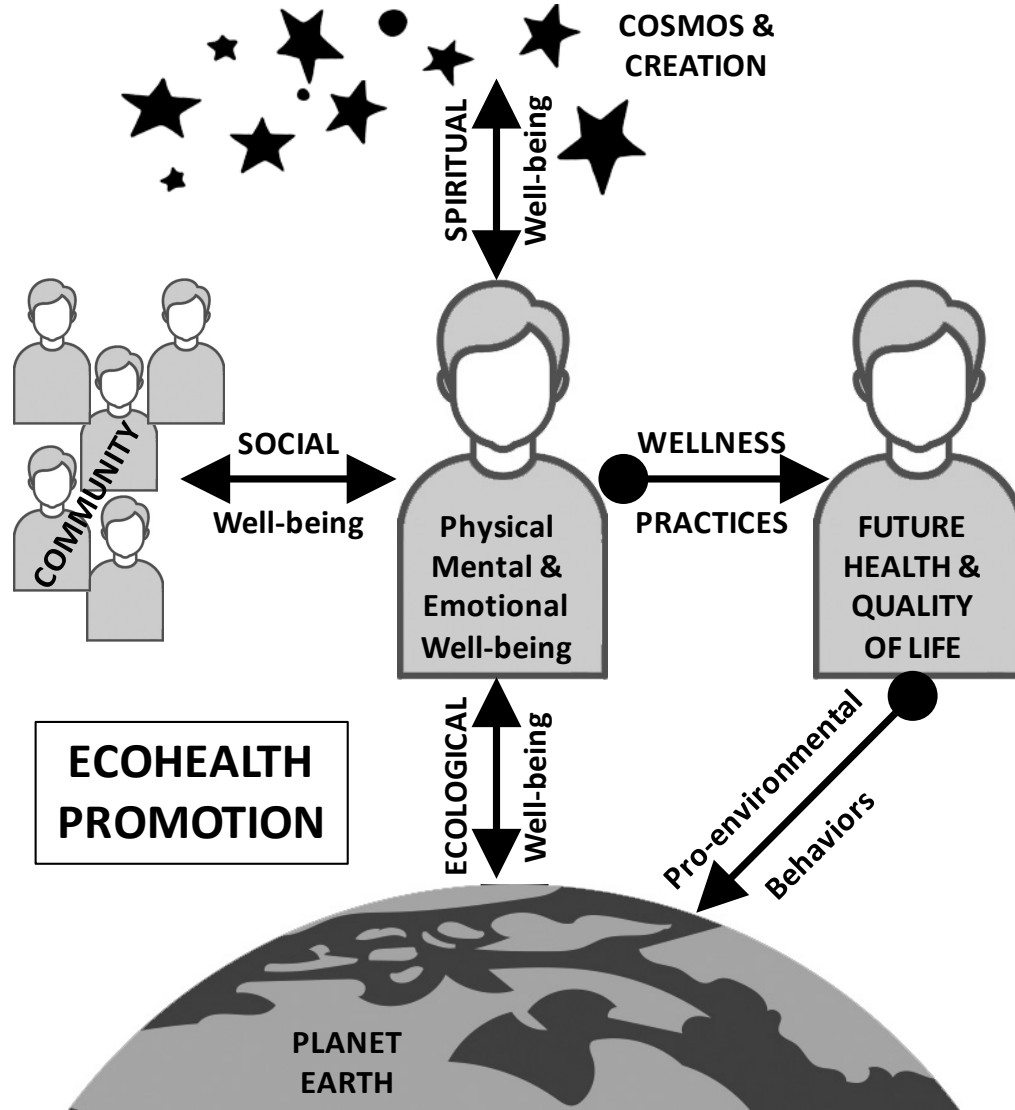 COSMOS &
CREATION
SPIRITUAL
Well-being
COMMUNITY
SOCIAL
Well-being
WELLNESS
PRACTICES
Physical
Mental &
Emotional
Well-being
FUTURE
HEALTH &
QUALITY
OF LIFE
ECOHEALTH
PROMOTION
ECOLOGICAL
Well-being
Pro-environmental
Behaviors
PLANET
EARTH